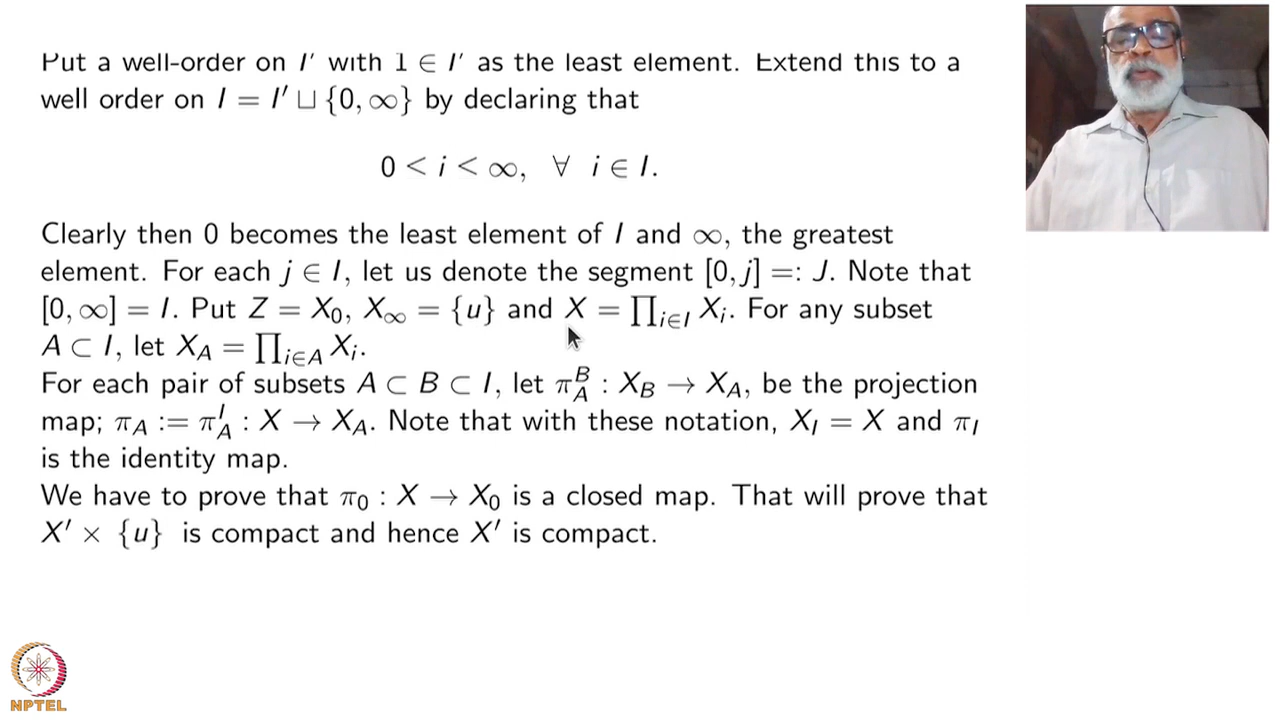 Put a well-order on I′ with 1 ∈ I′ as the least element. Extend this to a
well order on I = I′ ⊔ {0, ∞} by declaring that
0 < i < ∞, ∀ i ∈ I.
Clearly then 0 becomes the least element of I and ∞, the greatest
element. For each j ∈ I, let us denote the segment [0, j] =: J. Note that
[0, ∞] = I. Put Z = X₀, X∞ = {u} and X = ∏_{i∈I} Xᵢ. For any subset
A ⊂ I, let X_A = ∏_{i∈A} Xᵢ.
For each pair of subsets A ⊂ B ⊂ I, let π_A^B : X_B → X_A, be the projection
map; π_A := π_A^I : X → X_A. Note that with these notation, X_I = X and π_I
is the identity map.
We have to prove that π₀ : X → X₀ is a closed map. That will prove that
X′ × {u} is compact and hence X′ is compact.
NPTEL